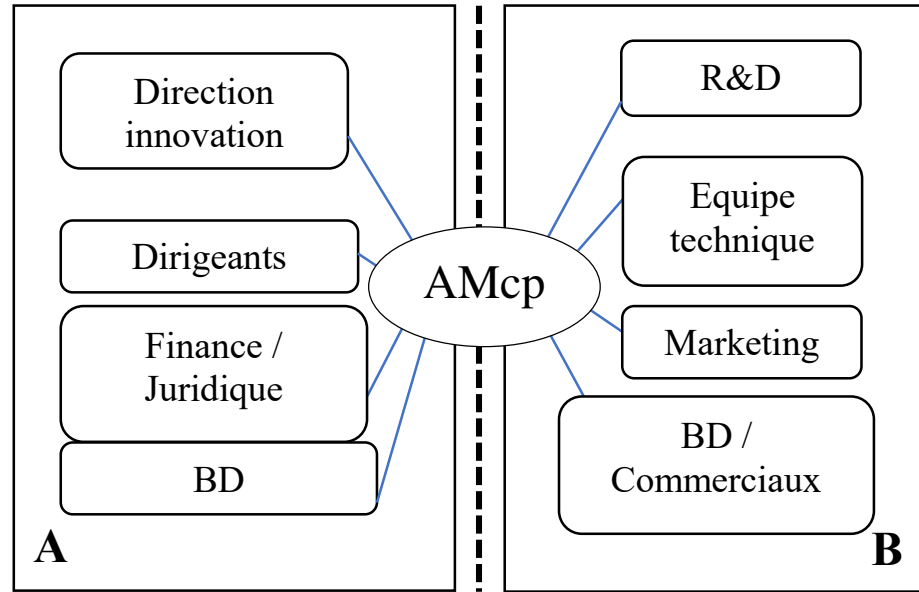 Direction
innovation
Dirigeants
Finance /
Juridique
BD
A
AMcp
R&D
Equipe
technique
Marketing
BD /
Commerciaux
B